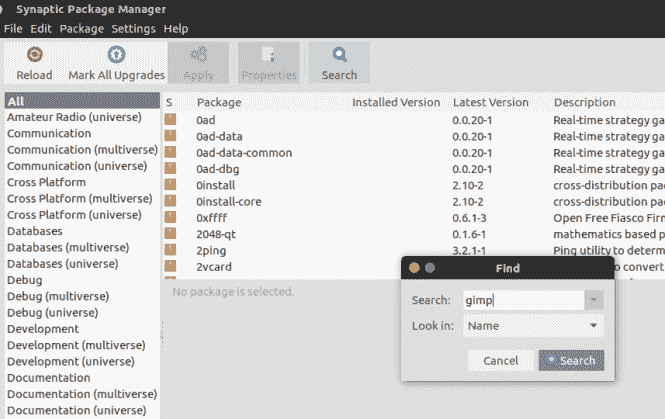 Synaptic Package Manager
File Edit Package Settings Help
Reload Mark All Upgrades Apply Properties Search
All
Amateur Radio (universe)
Communication
Communication (multiverse)
Communication (universe)
Cross Platform
Cross Platform (multiverse)
Cross Platform (universe)
Databases
Databases (multiverse)
Databases (universe)
Debug
Debug (multiverse)
Debug (universe)
Development
Development (multiverse)
Development (universe)
Documentation
Documentation (multiverse)
Documentation (universe)
S Package Installed Version Latest Version Description
0ad 0.0.20-1 Real-time strategy ga
0ad-data 0.0.20-1 Real-time strategy ga
0ad-data-common 0.0.20-1 Real-time strategy ga
0ad-dbg 0.0.20-1 Real-time strategy ga
0install 2.10-2 cross-distribution pac
0install-core 2.10-2 cross-distribution pac
0xffff 0.6.1-3 Open Free Fiasco Firm
2048-qt 0.1.6-1 mathematics based p
2ping 3.2.1-1 Ping utility to determ
2vcard to convert
No package is selected.
Find
Search: gimp
Look in: Name
Cancel Search